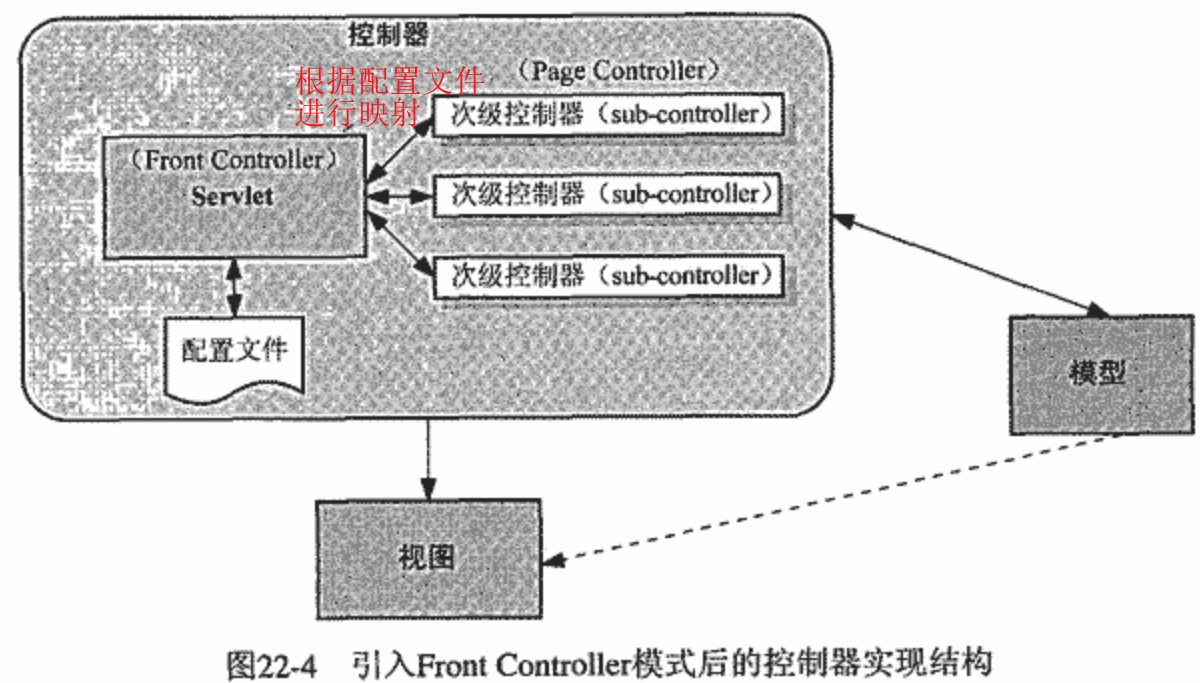 控制器
根据配置文件
进行映射
（Page Controller）
次级控制器（sub-controller）
（Front Controller）
Servlet
次级控制器（sub-controller）
次级控制器（sub-controller）
配置文件
模型
视图
图22-4 引入Front Controller模式后的控制器实现结构